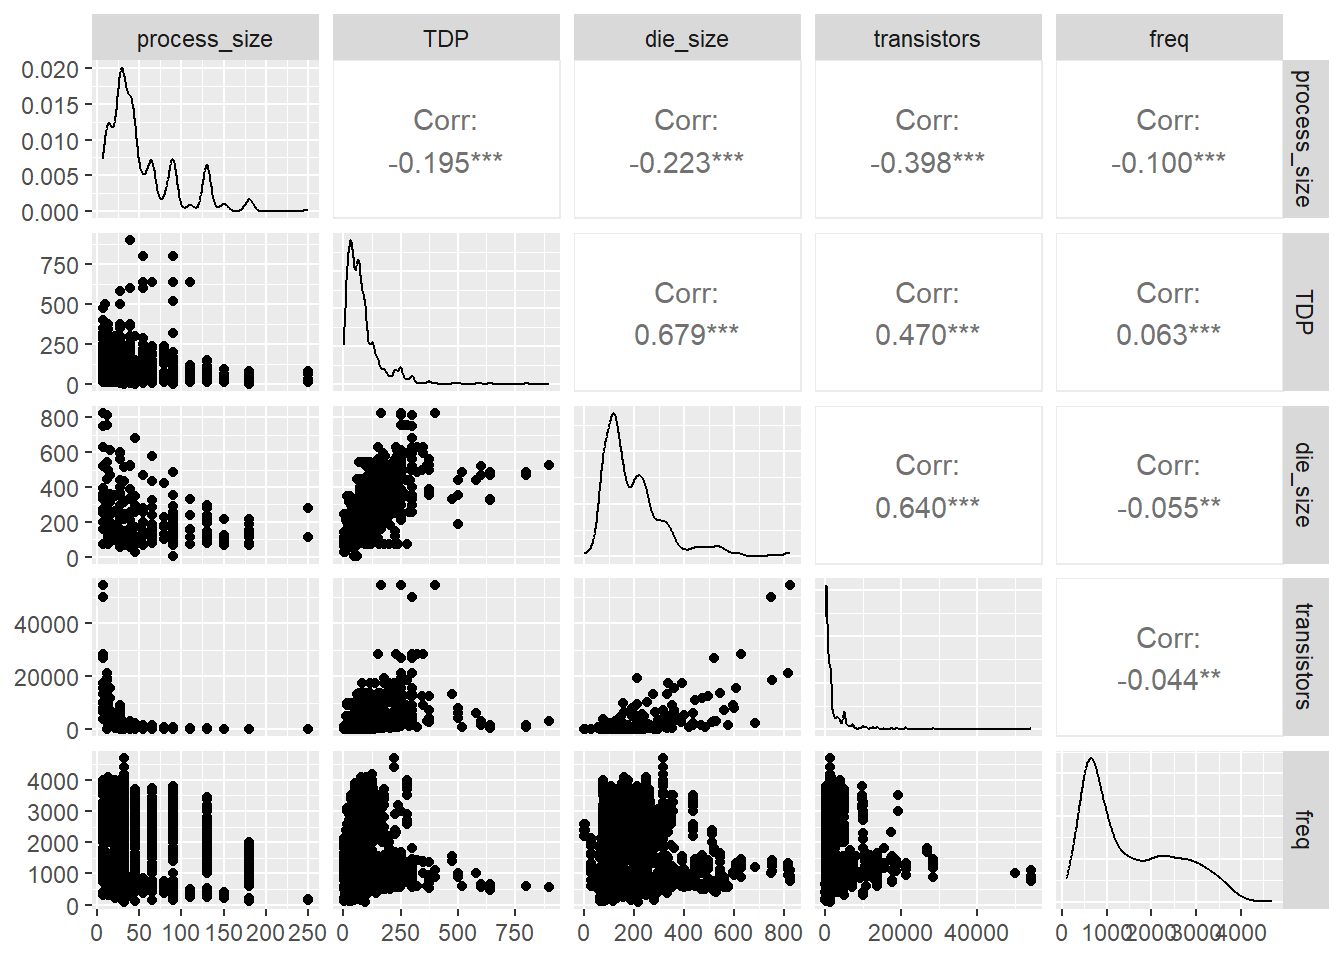 process_size TDP die_size transistors freq
0.020
0.015
0.010
0.005
0.000
Corr:
-0.195***
Corr:
-0.223***
Corr:
-0.398***
Corr:
-0.100***
process_size
750
500
250
0
Corr:
0.679***
Corr:
0.470***
Corr:
0.063***
TDP
800
600
400
200
0
Corr:
0.640***
Corr:
-0.055**
die_size
40000
20000
0
Corr:
-0.044**
transistors
4000
3000
2000
1000
0
freq
0 50 100 150 200 250
0 250 500 750
0 200 400 600 800
0 20000 40000
0 1000 2000 3000 4000